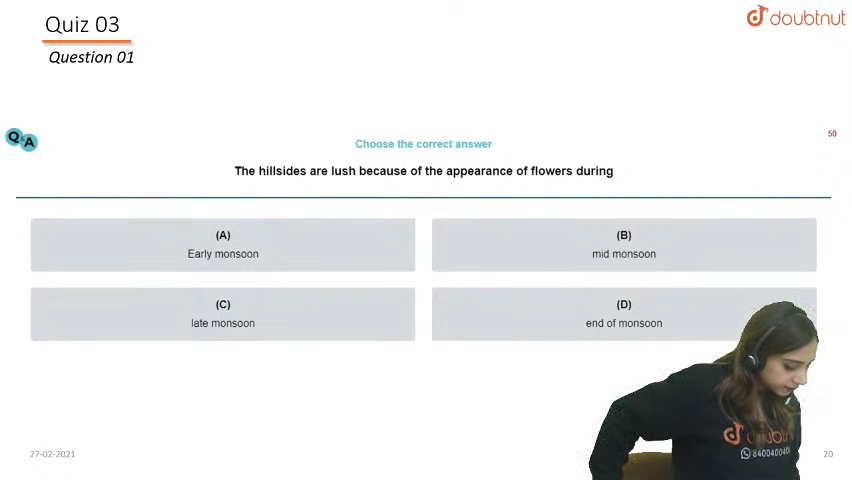 Quiz 03
doubtnut
Question 01
Q & A
50
Choose the correct answer
The hillsides are lush because of the appearance of flowers during
(A)
Early monsoon
(B)
mid monsoon
(C)
late monsoon
(D)
end of monsoon
27-02-2021
20